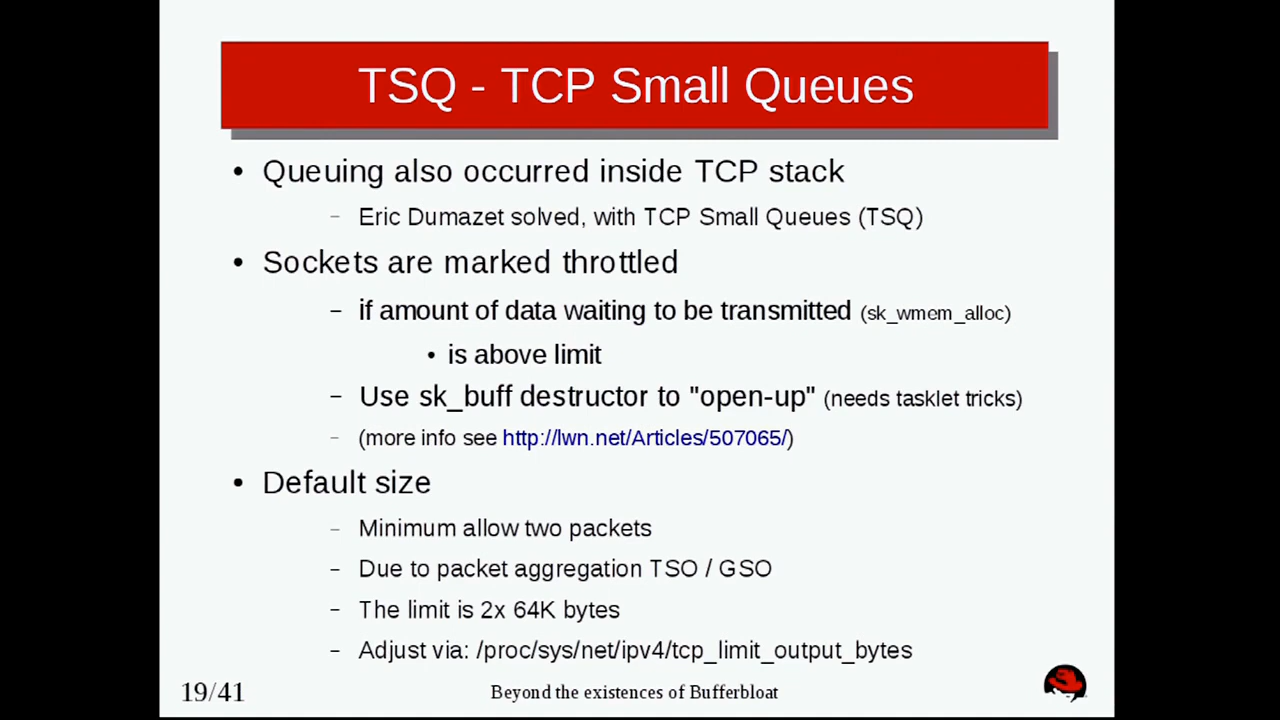 TSQ - TCP Small Queues
• Queuing also occurred inside TCP stack
– Eric Dumazet solved, with TCP Small Queues (TSQ)
• Sockets are marked throttled
– if amount of data waiting to be transmitted (sk_wmem_alloc)
• is above limit
– Use sk_buff destructor to "open-up" (needs tasklet tricks)
– (more info see http://lwn.net/Articles/507065/)
• Default size
– Minimum allow two packets
– Due to packet aggregation TSO / GSO
– The limit is 2x 64K bytes
– Adjust via: /proc/sys/net/ipv4/tcp_limit_output_bytes
19/41
Beyond the existences of Bufferbloat